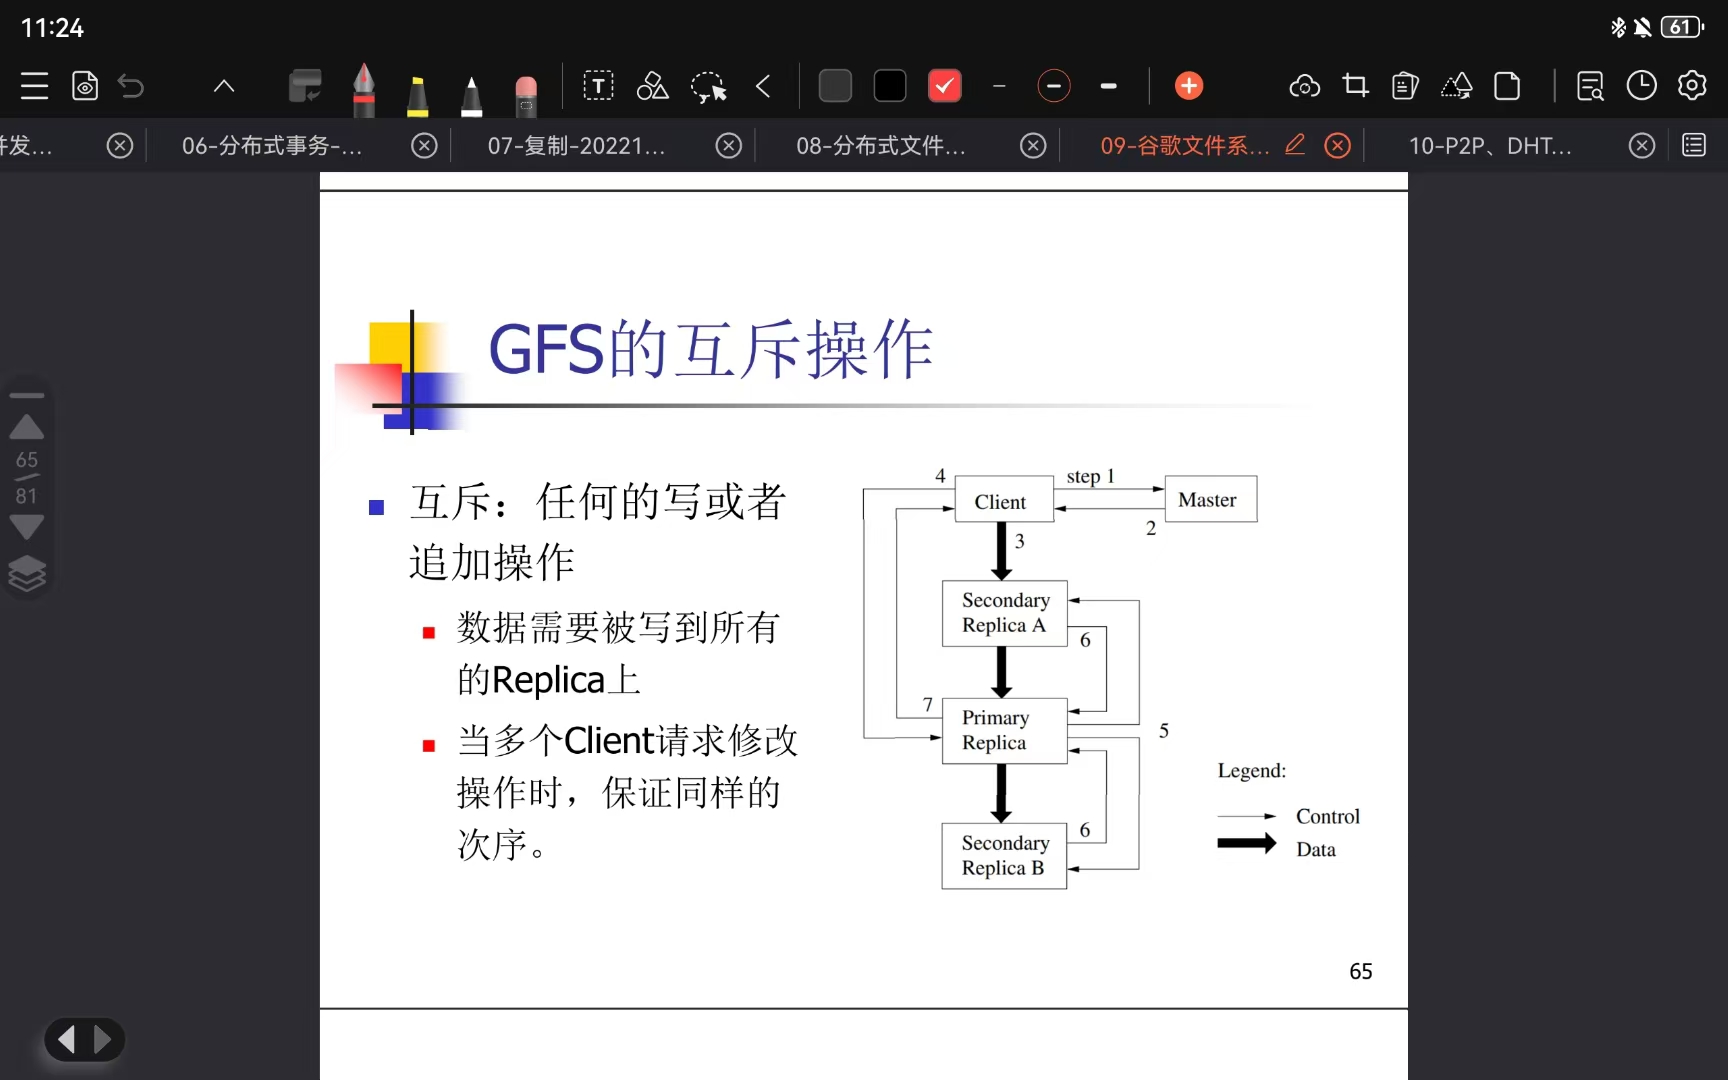 11:24
61
T
并发...
06-分布式事务-...
07-复制-20221...
08-分布式文件...
09-谷歌文件系...
10-P2P、DHT...
65
81
GFS的互斥操作
互斥：任何的写或者
追加操作
数据需要被写到所有
的Replica上
当多个Client请求修改
操作时，保证同样的
次序。
4
step 1
Client
Master
2
3
Secondary
Replica A
6
7
Primary
Replica
5
Secondary
Replica B
6
Legend:
Control
Data
65